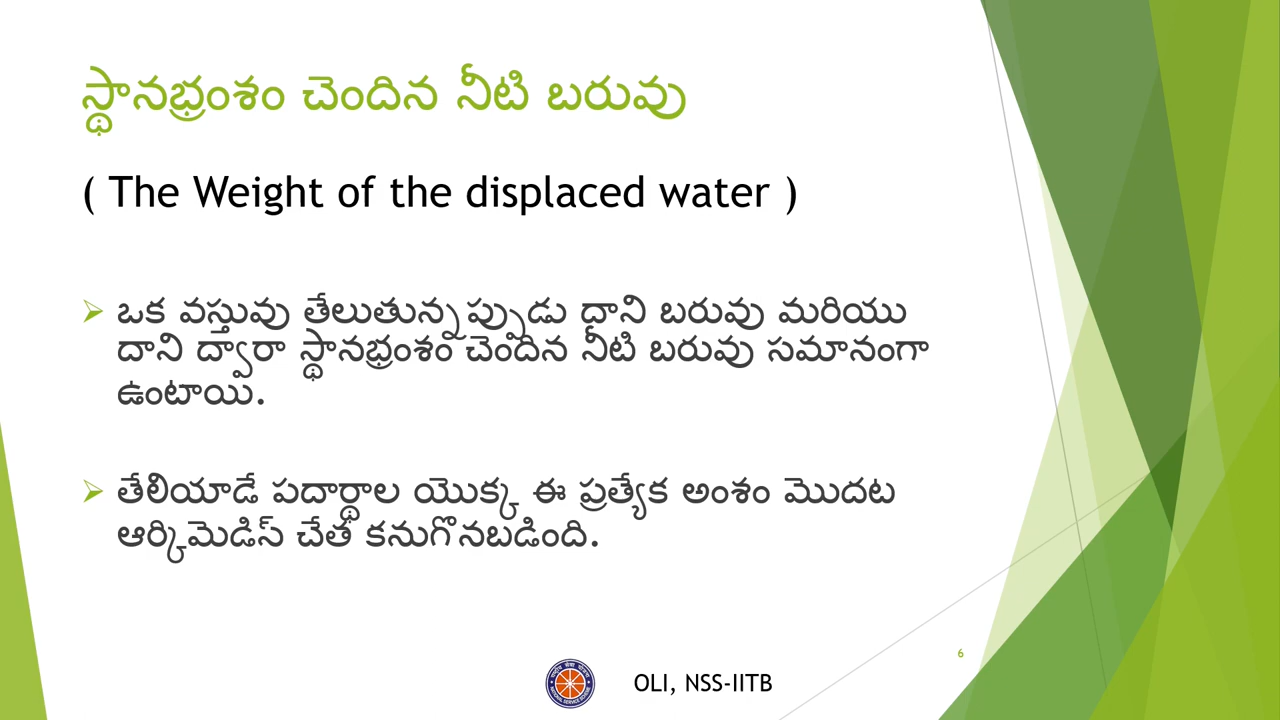 స్థానభ్రంశం చెందిన నీటి బరువు
( The Weight of the displaced water )
ఒక వస్తువు తేలుతున్నప్పుడు దాని బరువు మరియు
దాని ద్వారా స్థానభ్రంశం చెందిన నీటి బరువు సమానంగా
ఉంటాయి.
తేలియాడే పదార్థాల యొక్క ఈ ప్రత్యేక అంశం మొదట
ఆర్కిమెడిస్ చేత కనుగొనబడింది.
6
OLI, NSS-IITB